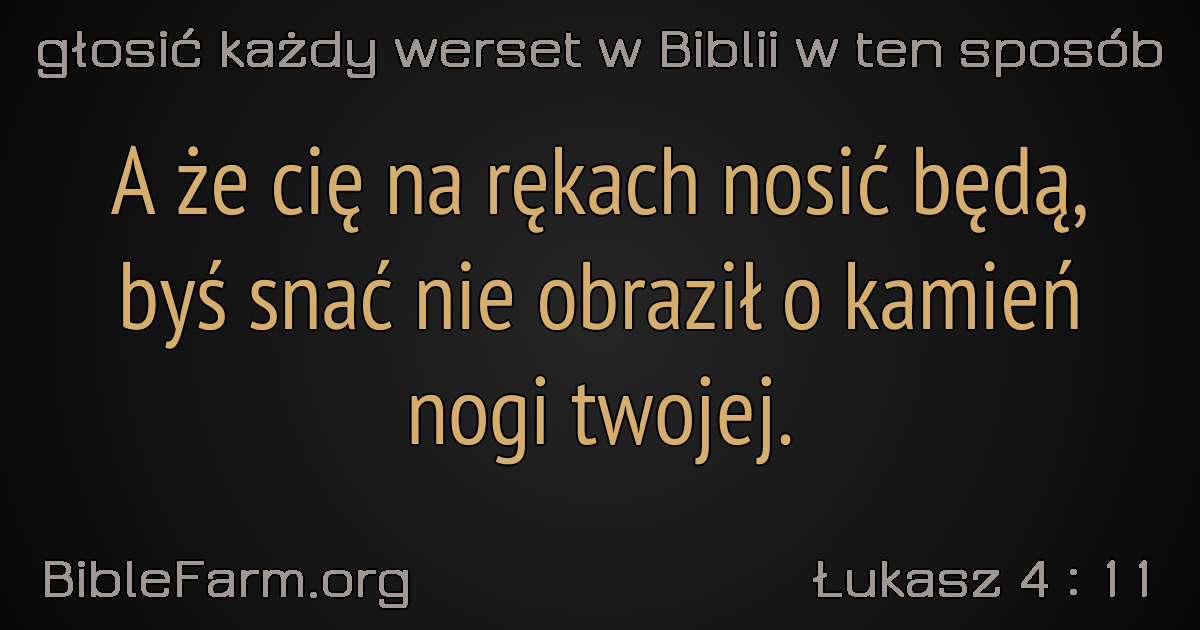 głosić każdy werset w Biblii w ten sposób
A że cię na rękach nosić będą,
byś snać nie obraził o kamień
nogi twojej.
BibleFarm.org
Łukasz 4 : 11